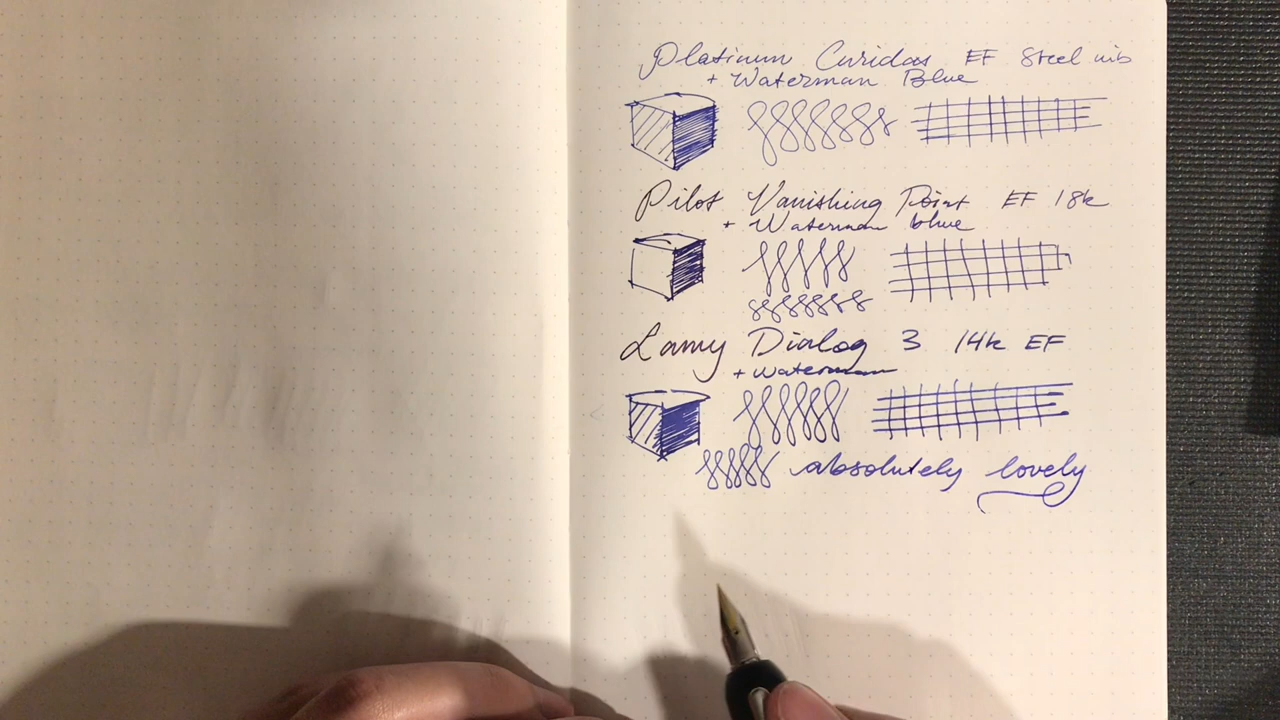 Platinum Curidas EF Steel nib
+ Waterman Blue
Pilot Vanishing Point EF 18k
+ Waterman blue
Lamy Dialog 3 14k EF
+ Waterman
absolutely lovely